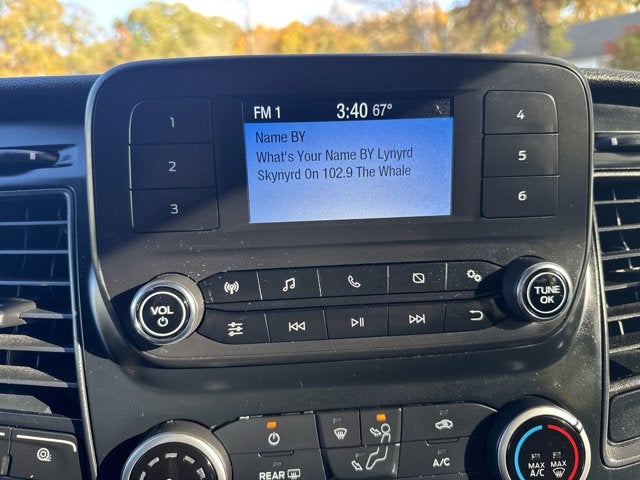 FM 1 3:40 67°
Name BY
What's Your Name BY Lynyrd
Skynyrd On 102.9 The Whale
1
2
3
4
5
6
VOL
TUNE
OK
REAR
A/C
MAX
A/C
MAX